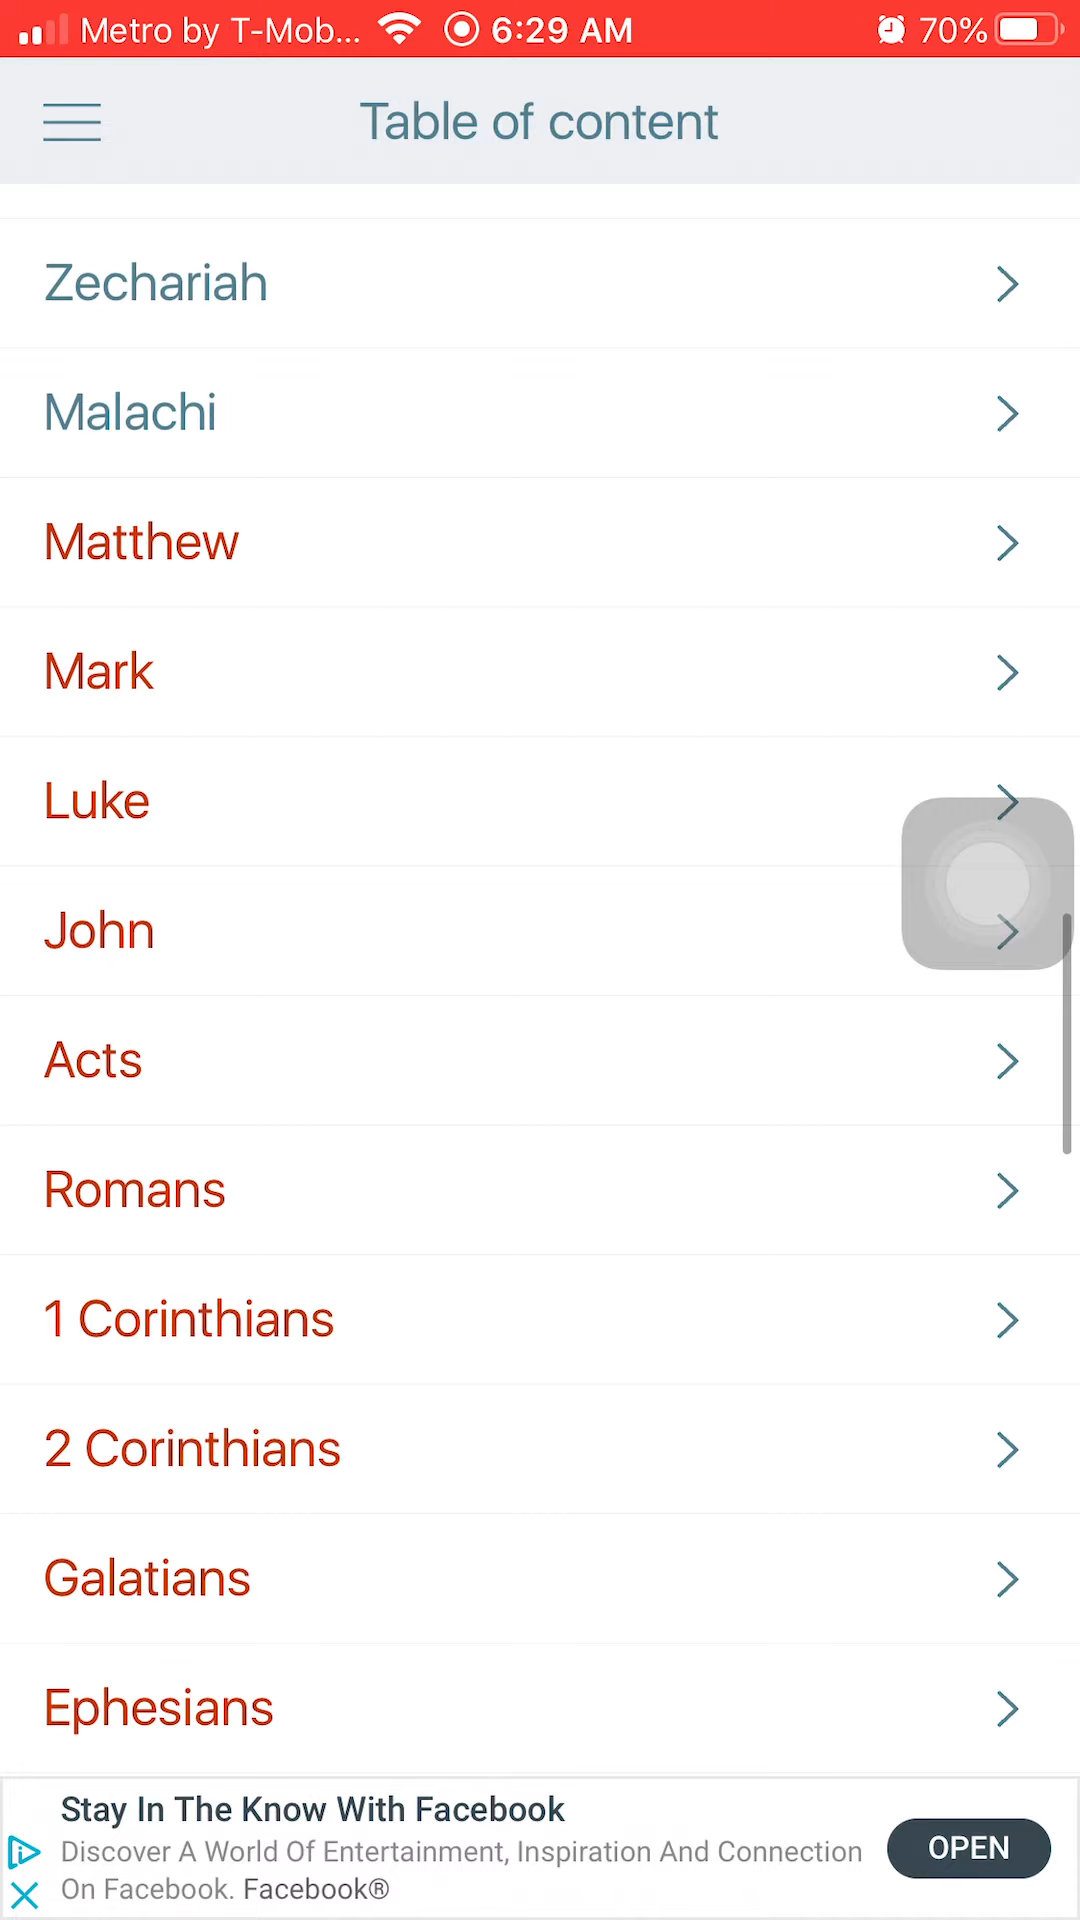 Metro by T-Mob... 6:29 AM 70%
Table of content
Zechariah
Malachi
Matthew
Mark
Luke
John
Acts
Romans
1 Corinthians
2 Corinthians
Galatians
Ephesians
Stay In The Know With Facebook
Discover A World Of Entertainment, Inspiration And Connection
On Facebook. Facebook®
OPEN